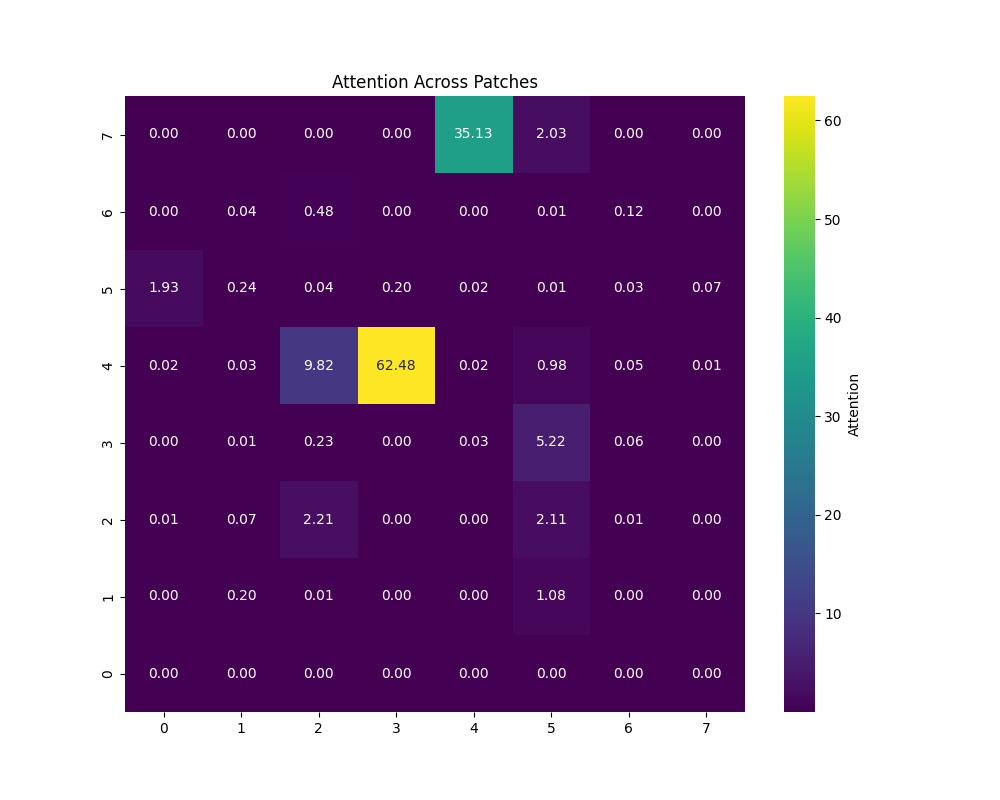 Attention Across Patches
7 0.00 0.00 0.00 0.00 35.13 2.03 0.00 0.00
6 0.00 0.04 0.48 0.00 0.00 0.01 0.12 0.00
5 1.93 0.24 0.04 0.20 0.02 0.01 0.03 0.07
4 0.02 0.03 9.82 62.48 0.02 0.98 0.05 0.01
3 0.00 0.01 0.23 0.00 0.03 5.22 0.06 0.00
2 0.01 0.07 2.21 0.00 0.00 2.11 0.01 0.00
1 0.00 0.20 0.01 0.00 0.00 1.08 0.00 0.00
0 0.00 0.00 0.00 0.00 0.00 0.00 0.00 0.00
0 1 2 3 4 5 6 7
60
50
40
30
20
10
Attention